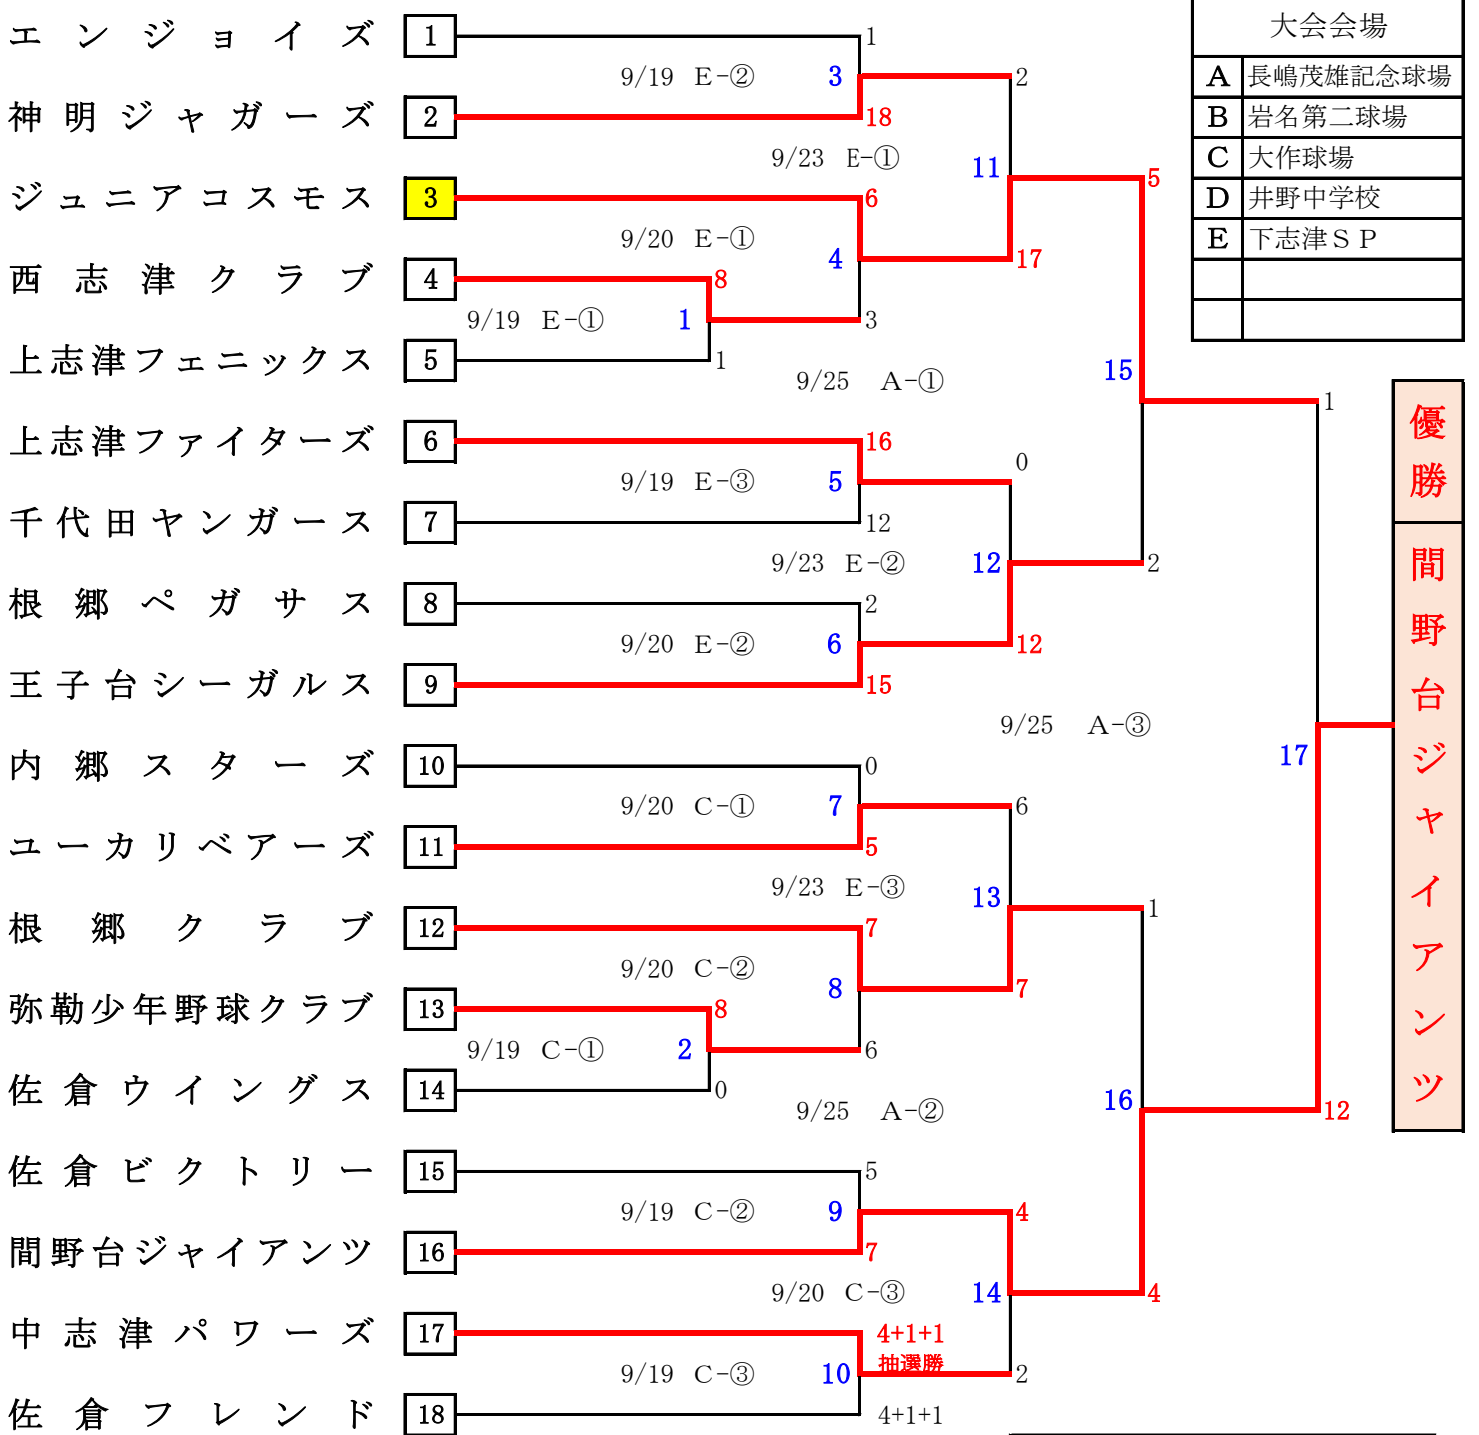 大会会場
A 長嶋茂雄記念球場
B 岩名第二球場
C 大作球場
D 井野中学校
E 下志津SP
エンジョイズ 1 1
9/19 E-② 3 2
神明ジャガーズ 2 18
9/23 E-① 11 5
ジュニアコスモス 3 6
9/20 E-① 4 17
西志津クラブ 4 8
9/19 E-① 1 3
上志津フェニックス 5 1
9/25 A-① 15 1
上志津ファイターズ 6 16 0
9/19 E-③ 5
千代田ヤンガース 7 12
9/23 E-② 12 2
根郷ペガサス 8 2
9/20 E-② 6 12
王子台シーガルス 9 15
9/25 A-③ 17
内郷スターズ 10 0
9/20 C-① 7 6
ユーカリベアーズ 11 5
9/23 E-③ 13 1
根郷クラブ 12 7
9/20 C-② 8 7
弥勒少年野球クラブ 13 8
9/19 C-① 2 6
佐倉ウイングス 14 0
9/25 A-② 16 12
佐倉ビクトリー 15 5
9/19 C-② 9 4
間野台ジャイアンツ 16 7
9/20 C-③ 14 4
中志津パワーズ 17 4+1+1
抽選勝
9/19 C-③ 10 2
佐倉フレンド 18 4+1+1
優勝
間野台ジャイアンツ